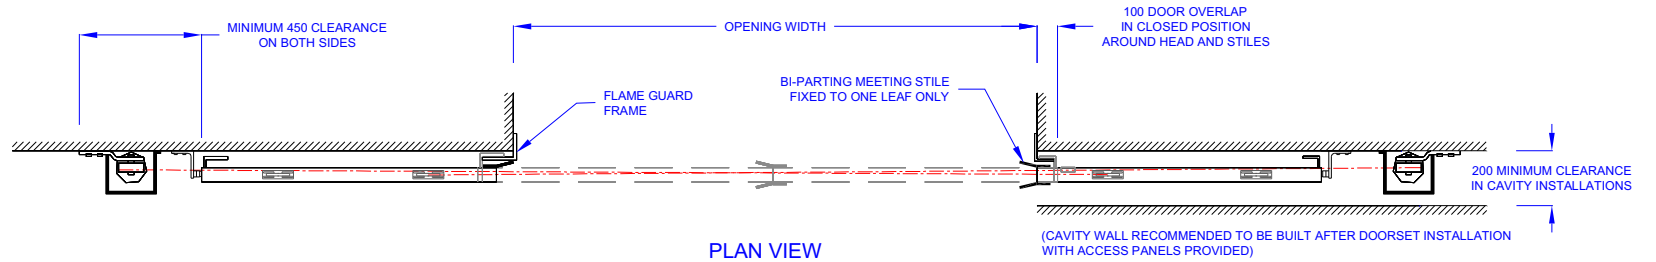 MINIMUM 450 CLEARANCE
ON BOTH SIDES
OPENING WIDTH
100 DOOR OVERLAP
IN CLOSED POSITION
AROUND HEAD AND STILES
FLAME GUARD
FRAME
BI-PARTING MEETING STILE
FIXED TO ONE LEAF ONLY
200 MINIMUM CLEARANCE
IN CAVITY INSTALLATIONS
(CAVITY WALL RECOMMENDED TO BE BUILT AFTER DOORSET INSTALLATION
WITH ACCESS PANELS PROVIDED)
PLAN VIEW